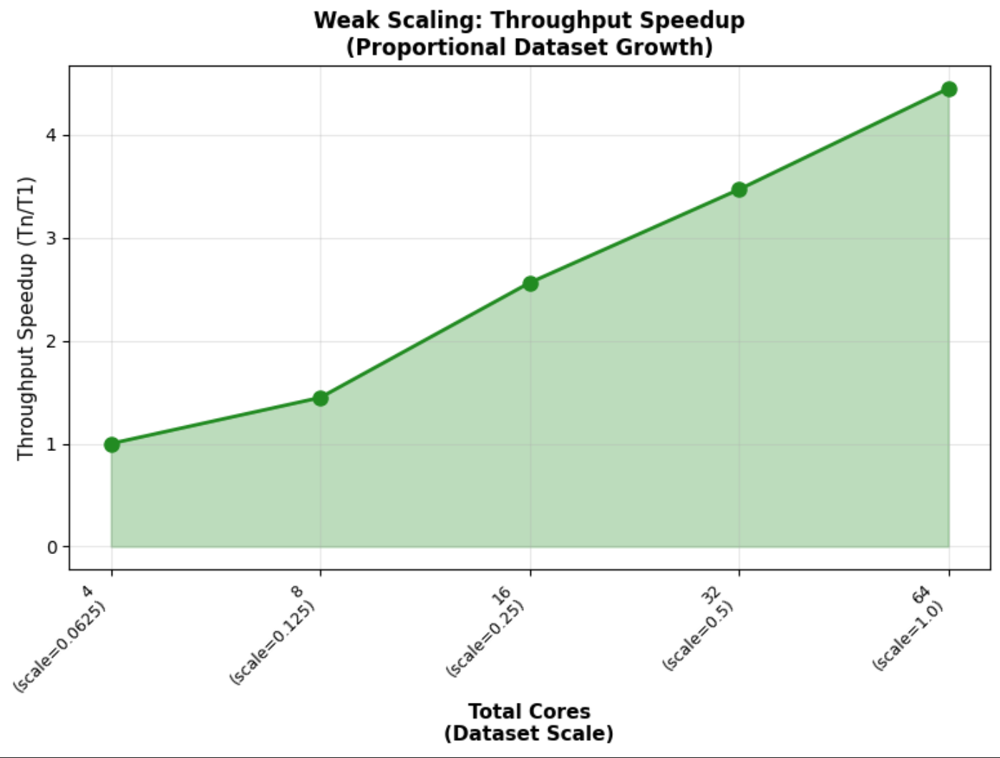 Weak Scaling: Throughput Speedup
(Proportional Dataset Growth)
Throughput Speedup (Tn/T1)
4
3
2
1
0
4
(scale=0.0625)
8
(scale=0.125)
16
(scale=0.25)
32
(scale=0.5)
64
(scale=1.0)
Total Cores
(Dataset Scale)